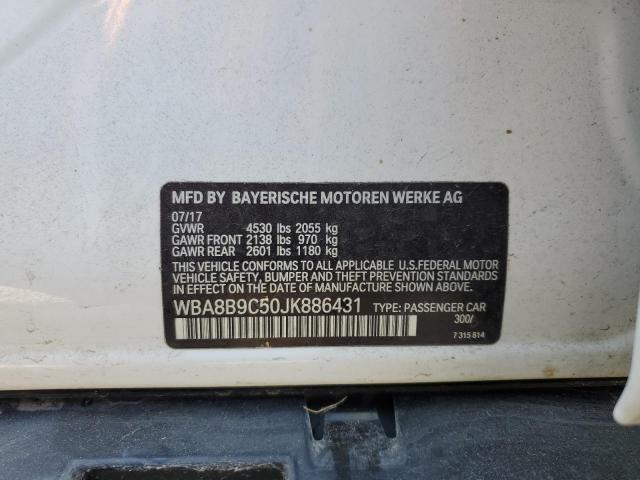 MFD BY BAYERISCHE MOTOREN WERKE AG
07/17
GVWR 4530 lbs 2055 kg
GAWR FRONT 2138 lbs 970 kg
GAWR REAR 2601 lbs 1180 kg
THIS VEHICLE CONFORMS TO ALL APPLICABLE U.S.FEDERAL MOTOR
VEHICLE SAFETY, BUMPER AND THEFT PREVENTION STANDARDS
IN EFFECT ON THE DATE OF MANUFACTURE SHOWN ABOVE.
WBA8B9C50JK886431 TYPE: PASSENGER CAR
300/
7 315 814